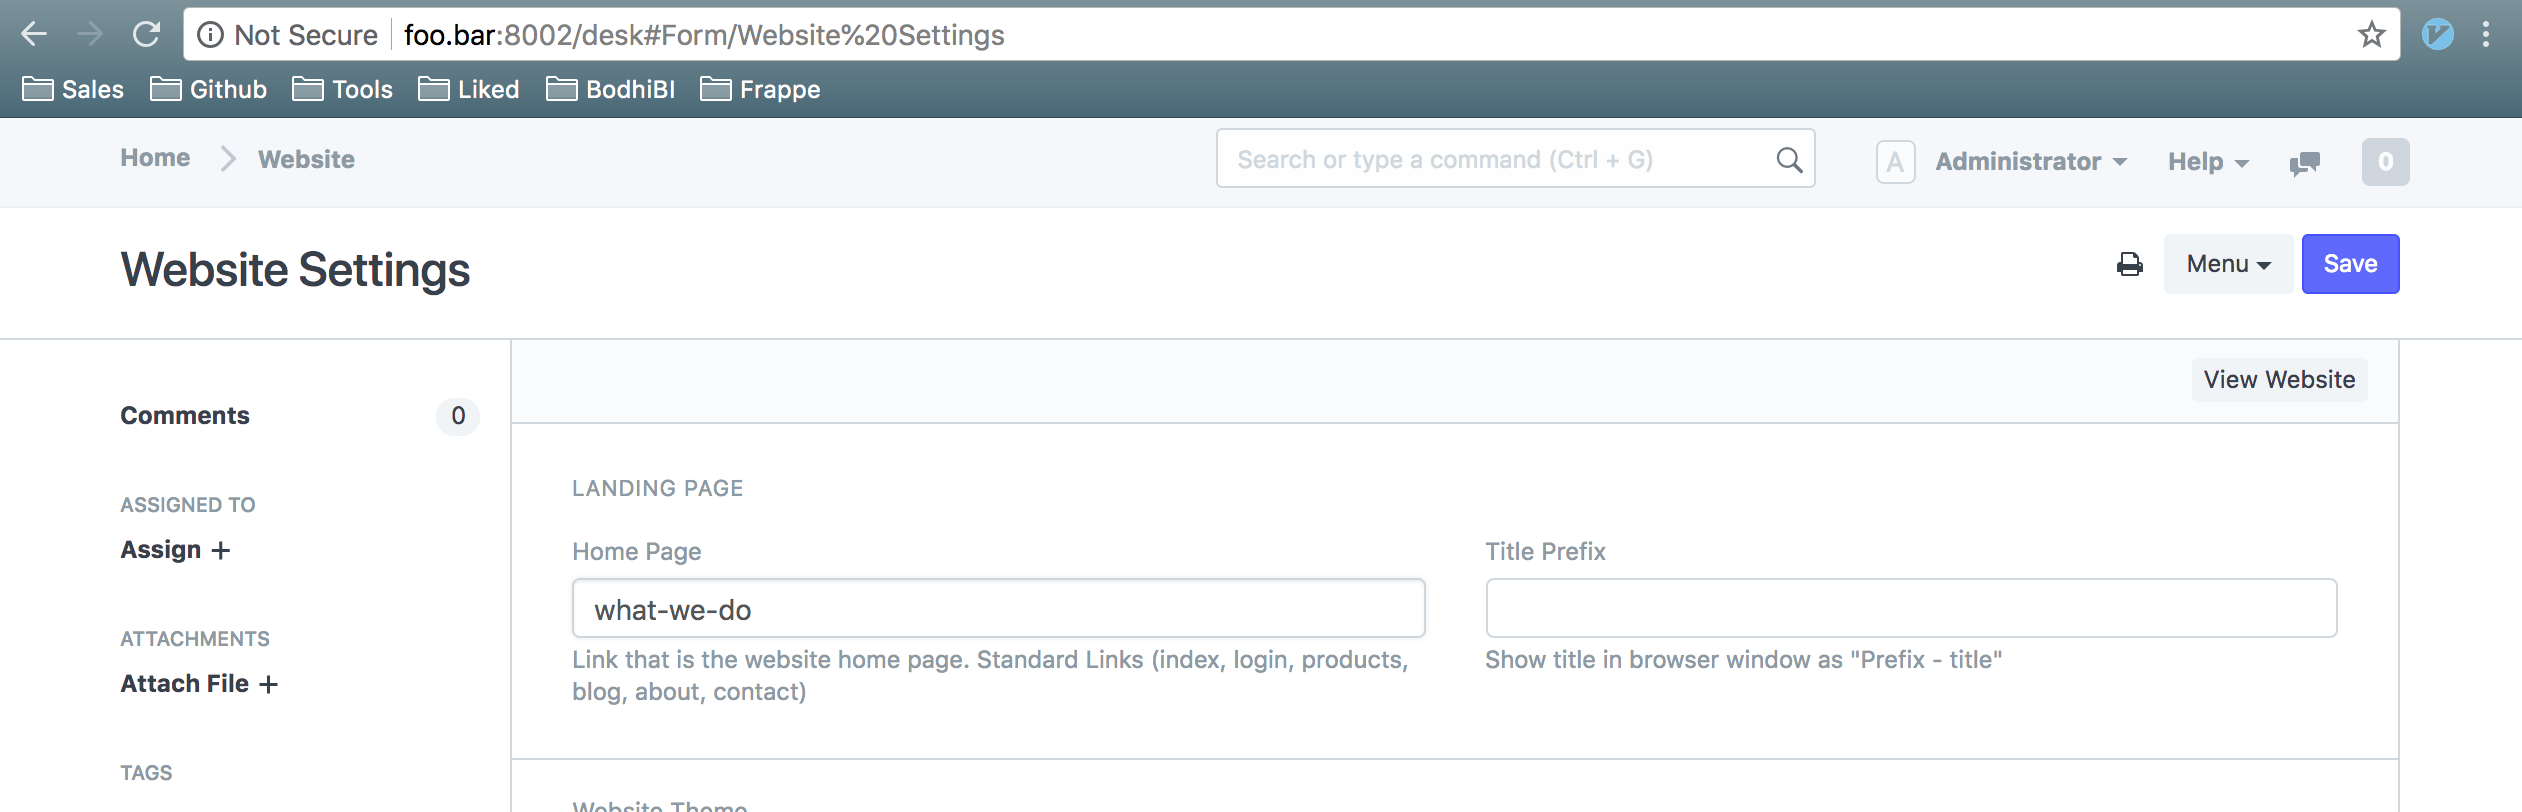 Not Secure foo.bar:8002/desk#Form/Website%20Settings
Sales Github Tools Liked BodhiBI Frappe
Home Website Search or type a command (Ctrl + G) A Administrator Help 0
Website Settings Menu Save
View Website
Comments 0
ASSIGNED TO
Assign +
ATTACHMENTS
Attach File +
TAGS
LANDING PAGE
Home Page
what-we-do
Link that is the website home page. Standard Links (index, login, products,
blog, about, contact)
Title Prefix
Show title in browser window as "Prefix - title"
Website Theme